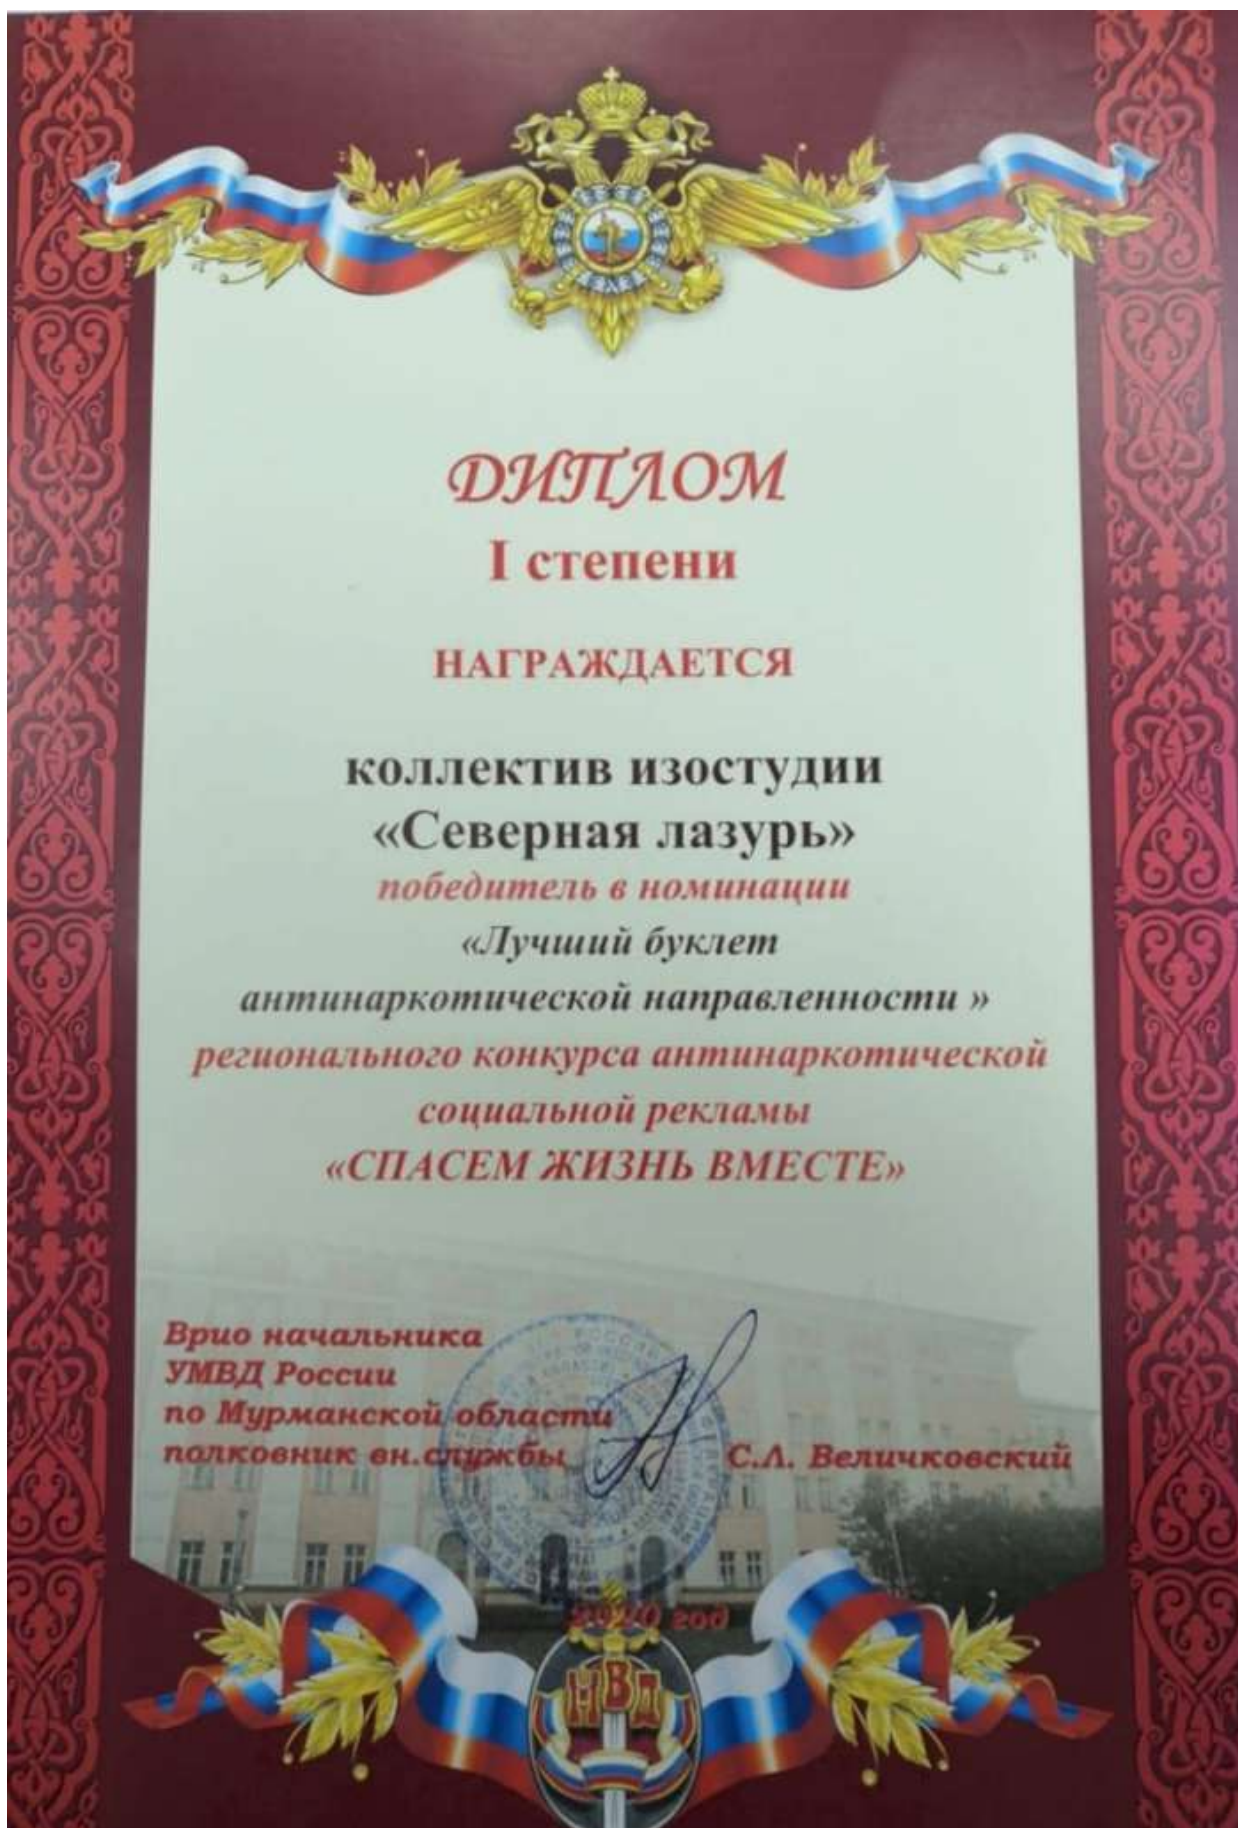 ДИПЛОМ
I степени
НАГРАЖДАЕТСЯ
коллектив изостудии
«Северная лазурь»
победитель в номинации
«Лучший буклет
антинаркотической направленности »
регионального конкурса антинаркотической
социальной рекламы
«СПАСЕМ ЖИЗНЬ ВМЕСТЕ»
Врио начальника
УМВД России
по Мурманской области
полковник вн.службы
С.Л. Величковский
2020 год
МВД